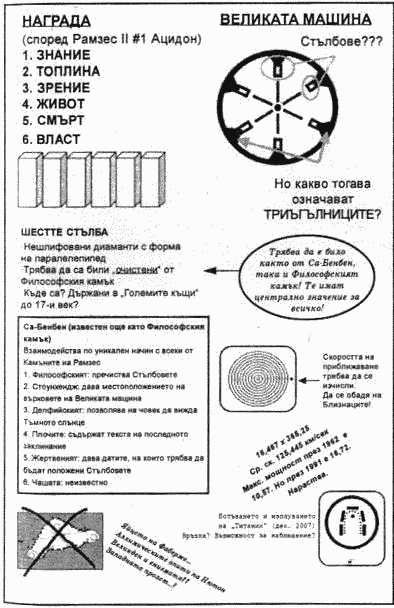 НАГРАДА
(според Рамзес II #1 Ацидон)
1. ЗНАНИЕ
2. ТОПЛИНА
3. ЗРЕНИЕ
4. ЖИВОТ
5. СМЪРТ
6. ВЛАСТ
ВЕЛИКАТА МАШИНА
Стълбове???
Но какво тогава
означават
ТРИЪГЪЛНИЦИТЕ?
ШЕСТТЕ СТЪЛБА
·Нешлифовани диаманти с форма
на паралелепипед
·Трябва да са били „очистени" от
Философския камък
·Къде са? Държани в „Големите къщи"
до 17-и век?
Трябва да е било
както от Са-Бенбен,
така и Философският
камък! Те имат
централно значение за
всичко!
Са-Бенбен (известен още като Философския
камък)
Взаимодейства по уникален начин с всеки от
Камъните на Рамзес
1. Философският: пречиства Стълбовете
2. Стоунхендж: дава местоположението на
върховете на Великата машина
3. Делфийският: позволява на човек да вижда
Тъмното слънце
4. Плочите: съдържат текста на последното
заклинание
5. Жертвеният: дава датите, на които трябва да
бъдат положени Стълбовете
6. Чашата: неизвестно
Скоростта на
приближаване
трябва да се
изчисли.
Да се обадя на
Близнаците!
16,467 x 365,25
Ср. ск. 125,445 км/сек
Макс. мощност през 1962 е
10,87. Но през 1991 е 16,72.
Нараства.
Яйцето на Фаберже...
Алхимическите опити на Нютон
Великден и книжката!!
Западната пролет...!
Потъването и изплуването
на „Титаник" (дек. 2007)
Връзка? Възможност за наблюдение?